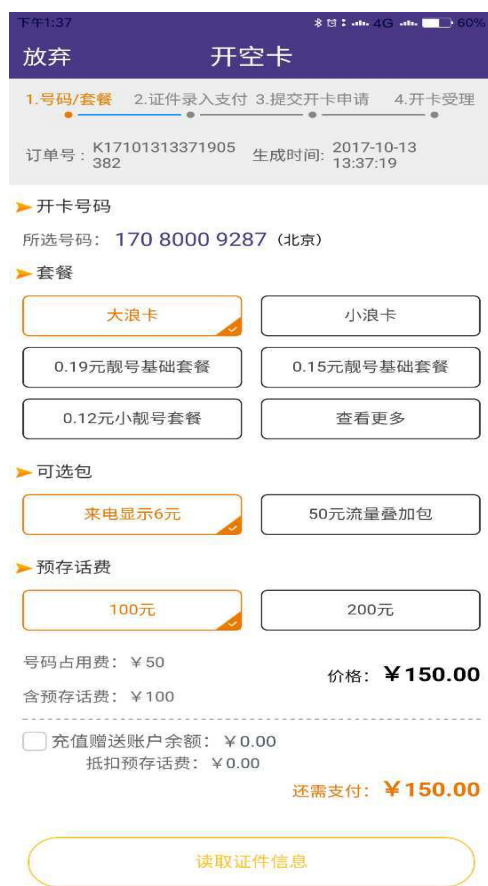 下午1:37 4G 60%
放弃 开空卡
1.号码/套餐 2.证件录入支付 3.提交开卡申请 4.开卡受理
订单号： K17101313371905382 生成时间: 2017-10-13 13:37:19
开卡号码
所选号码： 170 8000 9287（北京）
套餐
大浪卡 小浪卡
0.19元靓号基础套餐 0.15元靓号基础套餐
0.12元小靓号套餐 查看更多
可选包
来电显示6元 50元流量叠加包
预存话费
100元 200元
号码占用费：￥50
价格：￥150.00
含预存话费：￥100
充值赠送账户余额：￥0.00
抵扣预存话费：￥0.00
还需支付：￥150.00
读取证件信息